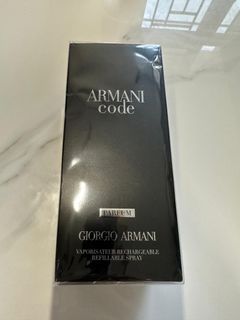 ARMANI
code
PARFUM
GIORGIO ARMANI
VAPORISATEUR RECHARGEABLE
REFILLABLE SPRAY